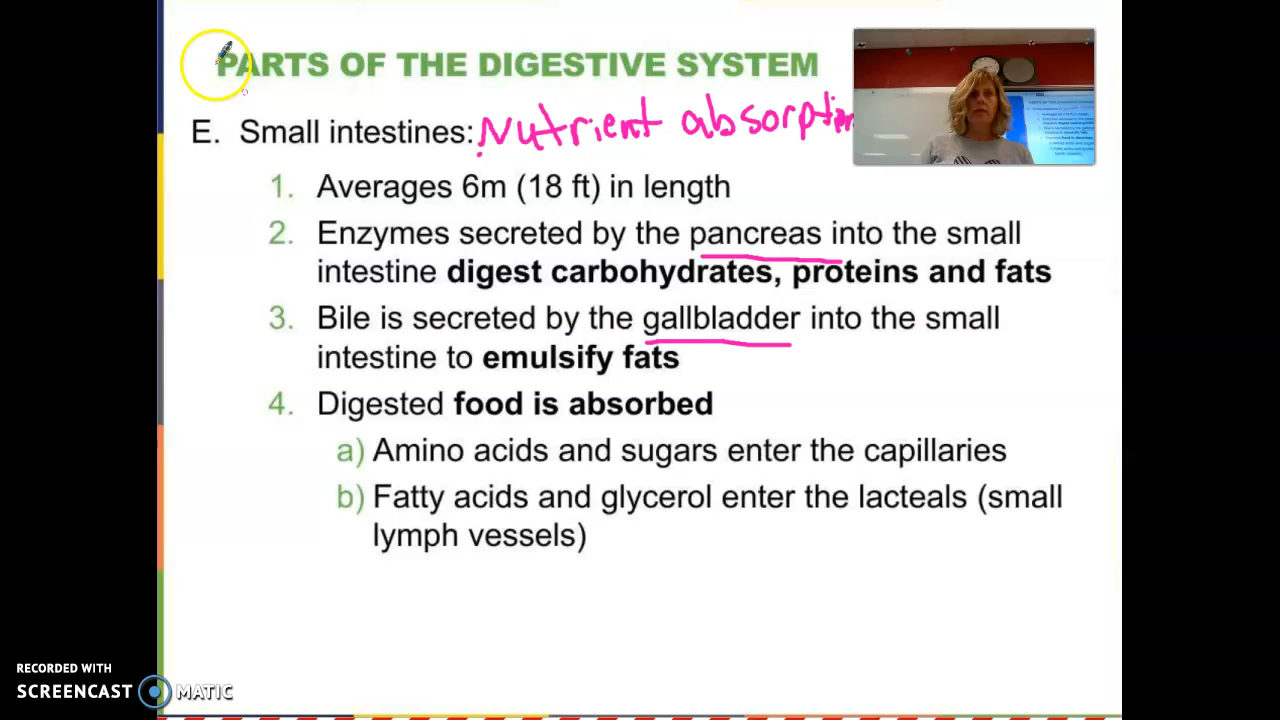 PARTS OF THE DIGESTIVE SYSTEM
E. Small intestines: Nutrient absorption
1. Averages 6m (18 ft) in length
2. Enzymes secreted by the pancreas into the small
intestine digest carbohydrates, proteins and fats
3. Bile is secreted by the gallbladder into the small
intestine to emulsify fats
4. Digested food is absorbed
a) Amino acids and sugars enter the capillaries
b) Fatty acids and glycerol enter the lacteals (small
lymph vessels)
RECORDED WITH
SCREENCAST MATIC